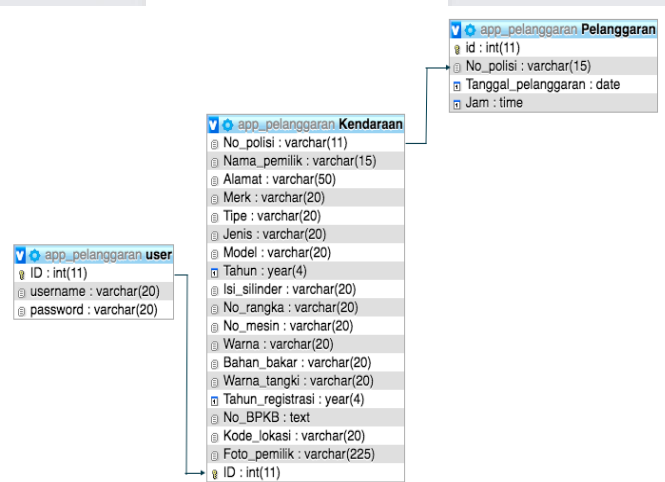 app_pelanggaran Pelanggaran
id : int(11)
No_polisi : varchar(15)
Tanggal_pelanggaran : date
Jam : time
app_pelanggaran Kendaraan
No_polisi : varchar(11)
Nama_pemilik : varchar(15)
Alamat : varchar(50)
Merk : varchar(20)
Tipe : varchar(20)
Jenis : varchar(20)
Model : varchar(20)
Tahun : year(4)
Isi_silinder : varchar(20)
No_rangka : varchar(20)
No_mesin : varchar(20)
Warna : varchar(20)
Bahan_bakar : varchar(20)
Warna_tangki : varchar(20)
Tahun_registrasi : year(4)
No_BPKB : text
Kode_lokasi : varchar(20)
Foto_pemilik : varchar(225)
ID : int(11)
app_pelanggaran user
ID : int(11)
username : varchar(20)
password : varchar(20)